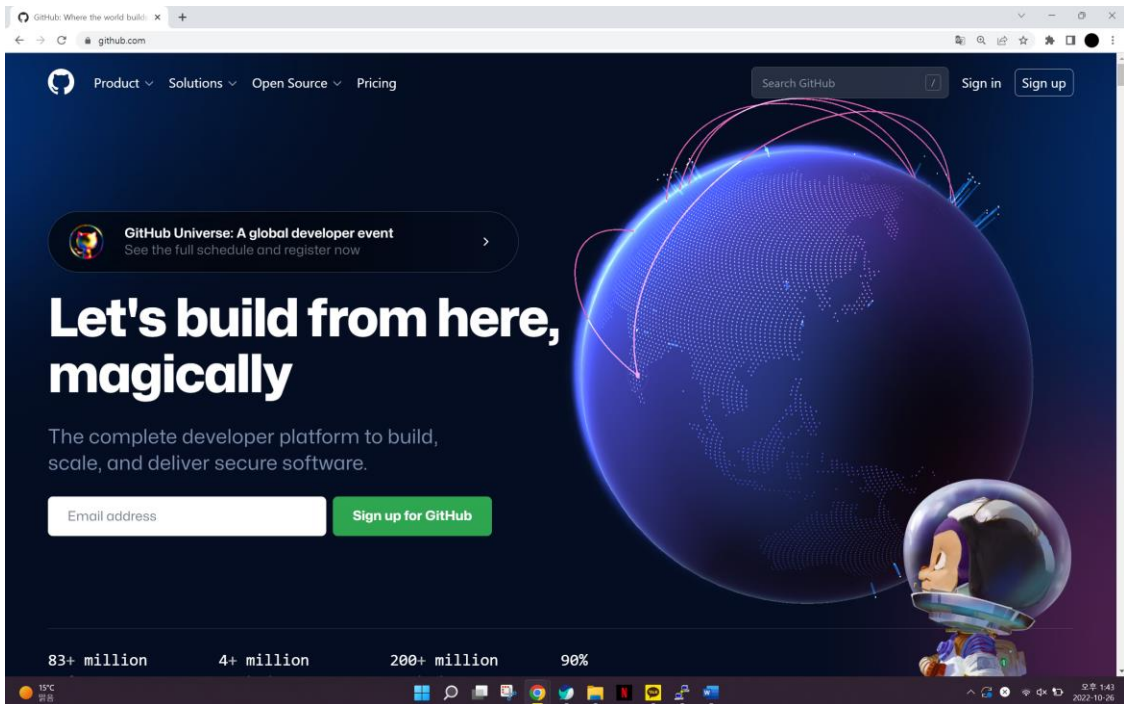 GitHub: Where the world builds
github.com
Product Solutions Open Source Pricing Search GitHub / Sign in Sign up
GitHub Universe: A global developer event
See the full schedule and register now
Let's build from here,
magically
The complete developer platform to build,
scale, and deliver secure software.
Email address Sign up for GitHub
83+ million 4+ million 200+ million 90%
15°C
맑음
오후 1:43
2022-10-26